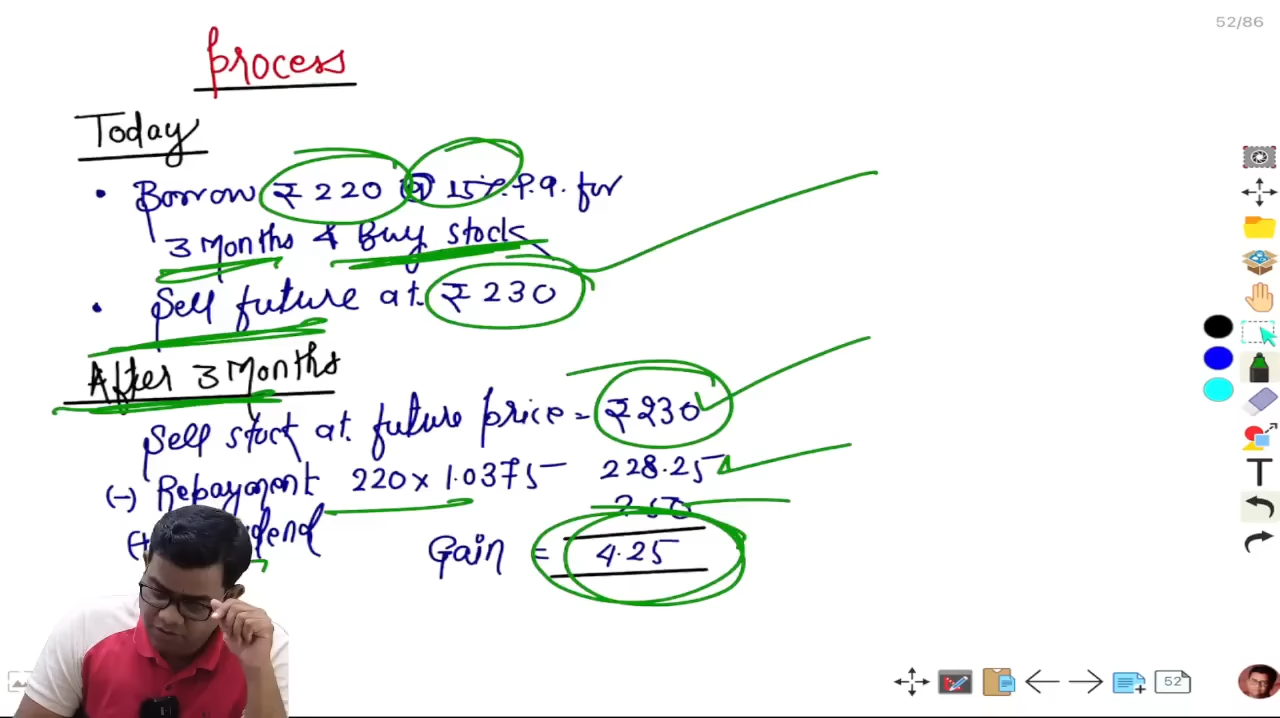 52/86
process
Today
• Borrow ₹ 220 @ 15% P.a. for
3 Months & Buy stock
• Sell future at ₹ 230
After 3 Months
Sell stock at future price = ₹230
(-) Repayment 220 × 1.0375 228.25
(+)
Gain = 4.25
T
52